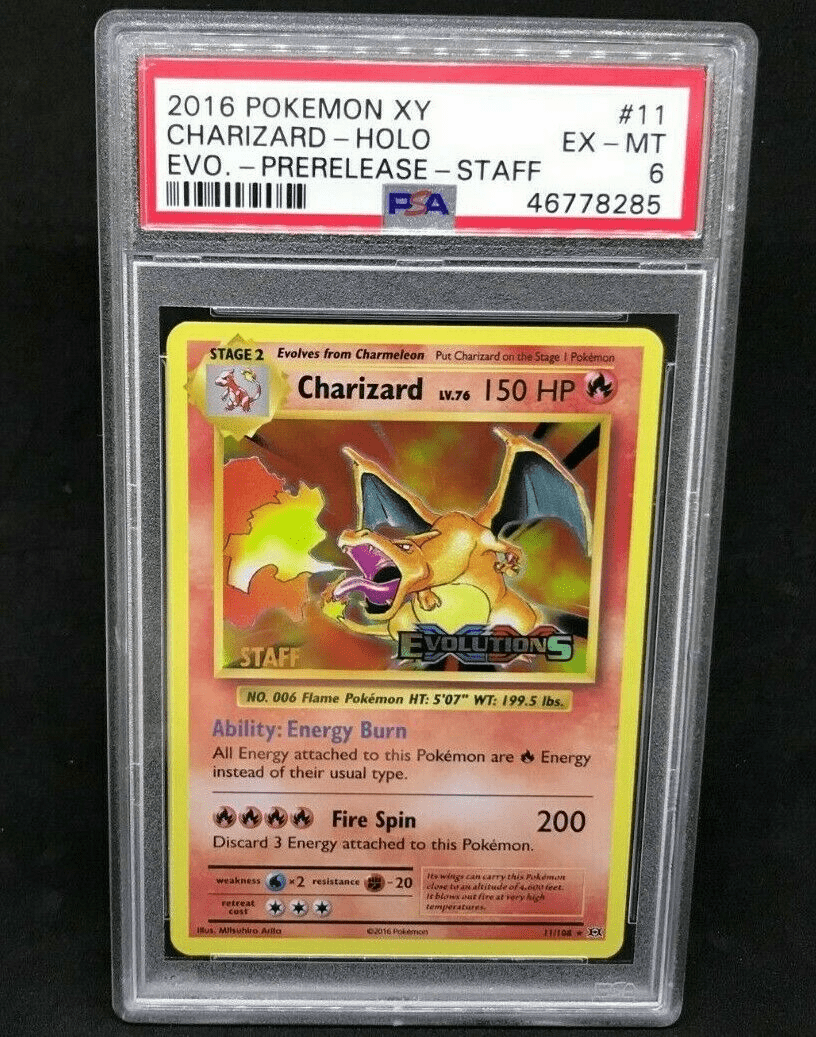 2016 POKEMON XY #11
CHARIZARD - HOLO EX - MT
EVO. - PRERELEASE - STAFF 6
PSA 46778285
STAGE 2 Evolves from Charmeleon Put Charizard on the Stage 1 Pokémon
Charizard LV.76 150 HP
STAFF EVOLUTIONS
NO. 006 Flame Pokémon HT: 5'07" WT: 199.5 lbs.
Ability: Energy Burn
All Energy attached to this Pokémon are Energy
instead of their usual type.
Fire Spin 200
Discard 3 Energy attached to this Pokémon.
weakness ×2 resistance -20
retreat
cost
Its wings can carry this Pokémon
close to an altitude of 4,600 feet.
It blows out fire at very high
temperatures.
Illus. Mitsuhiro Arita ©2016 Pokémon 11/108